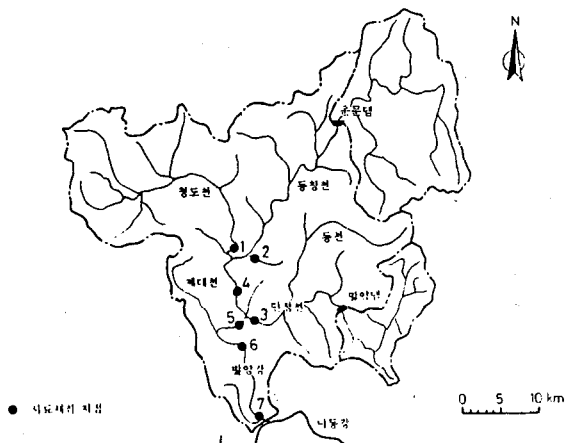 N
운문댐
청도천
동창천
동천
1
2
제대천
4
밀양댐
단장천
5
3
6
밀양강
7
낙동강
● 시료채취 지점
0 5 10 km